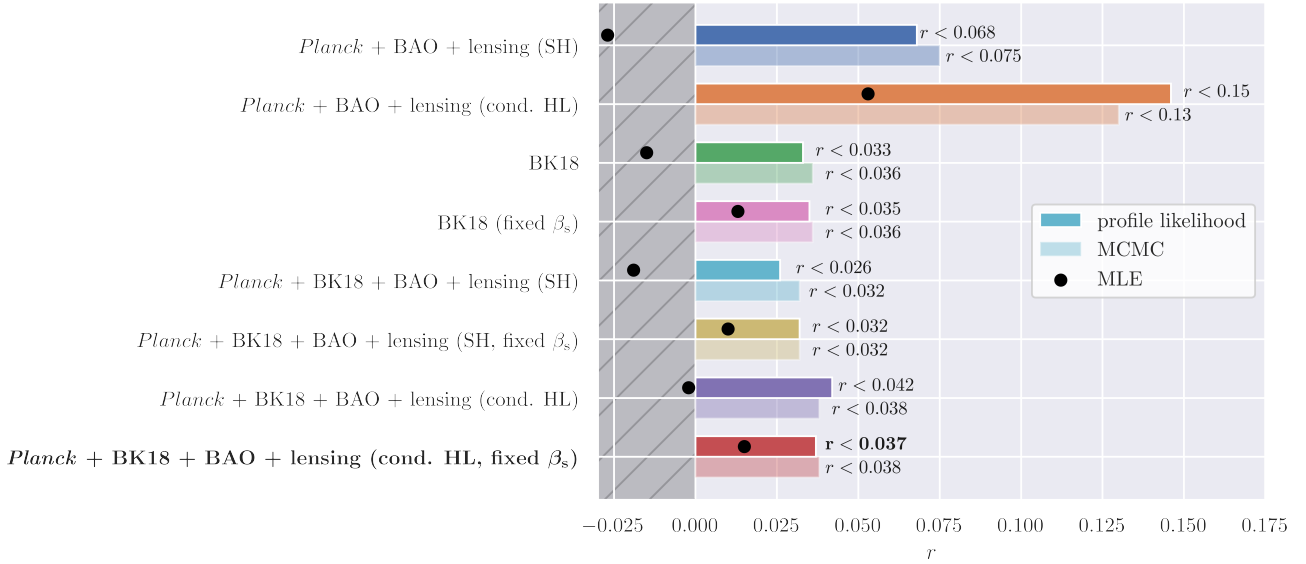 Planck + BAO + lensing (SH)
r < 0.068
r < 0.075
Planck + BAO + lensing (cond. HL)
r < 0.15
r < 0.13
BK18
r < 0.033
r < 0.036
BK18 (fixed βs)
r < 0.035
r < 0.036
Planck + BK18 + BAO + lensing (SH)
r < 0.026
r < 0.032
Planck + BK18 + BAO + lensing (SH, fixed βs)
r < 0.032
r < 0.032
Planck + BK18 + BAO + lensing (cond. HL)
r < 0.042
r < 0.038
Planck + BK18 + BAO + lensing (cond. HL, fixed βs)
r < 0.037
r < 0.038
profile likelihood
MCMC
MLE
−0.025 0.000 0.025 0.050 0.075 0.100 0.125 0.150 0.175
r